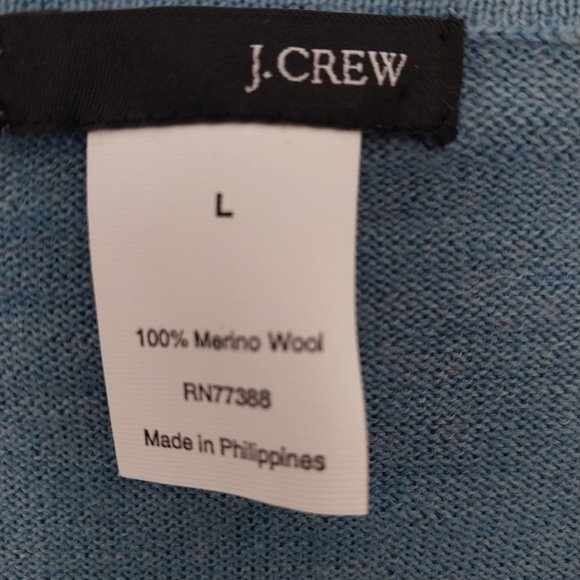 J.CREW
L
100% Merino Wool
RN77388
Made in Philippines